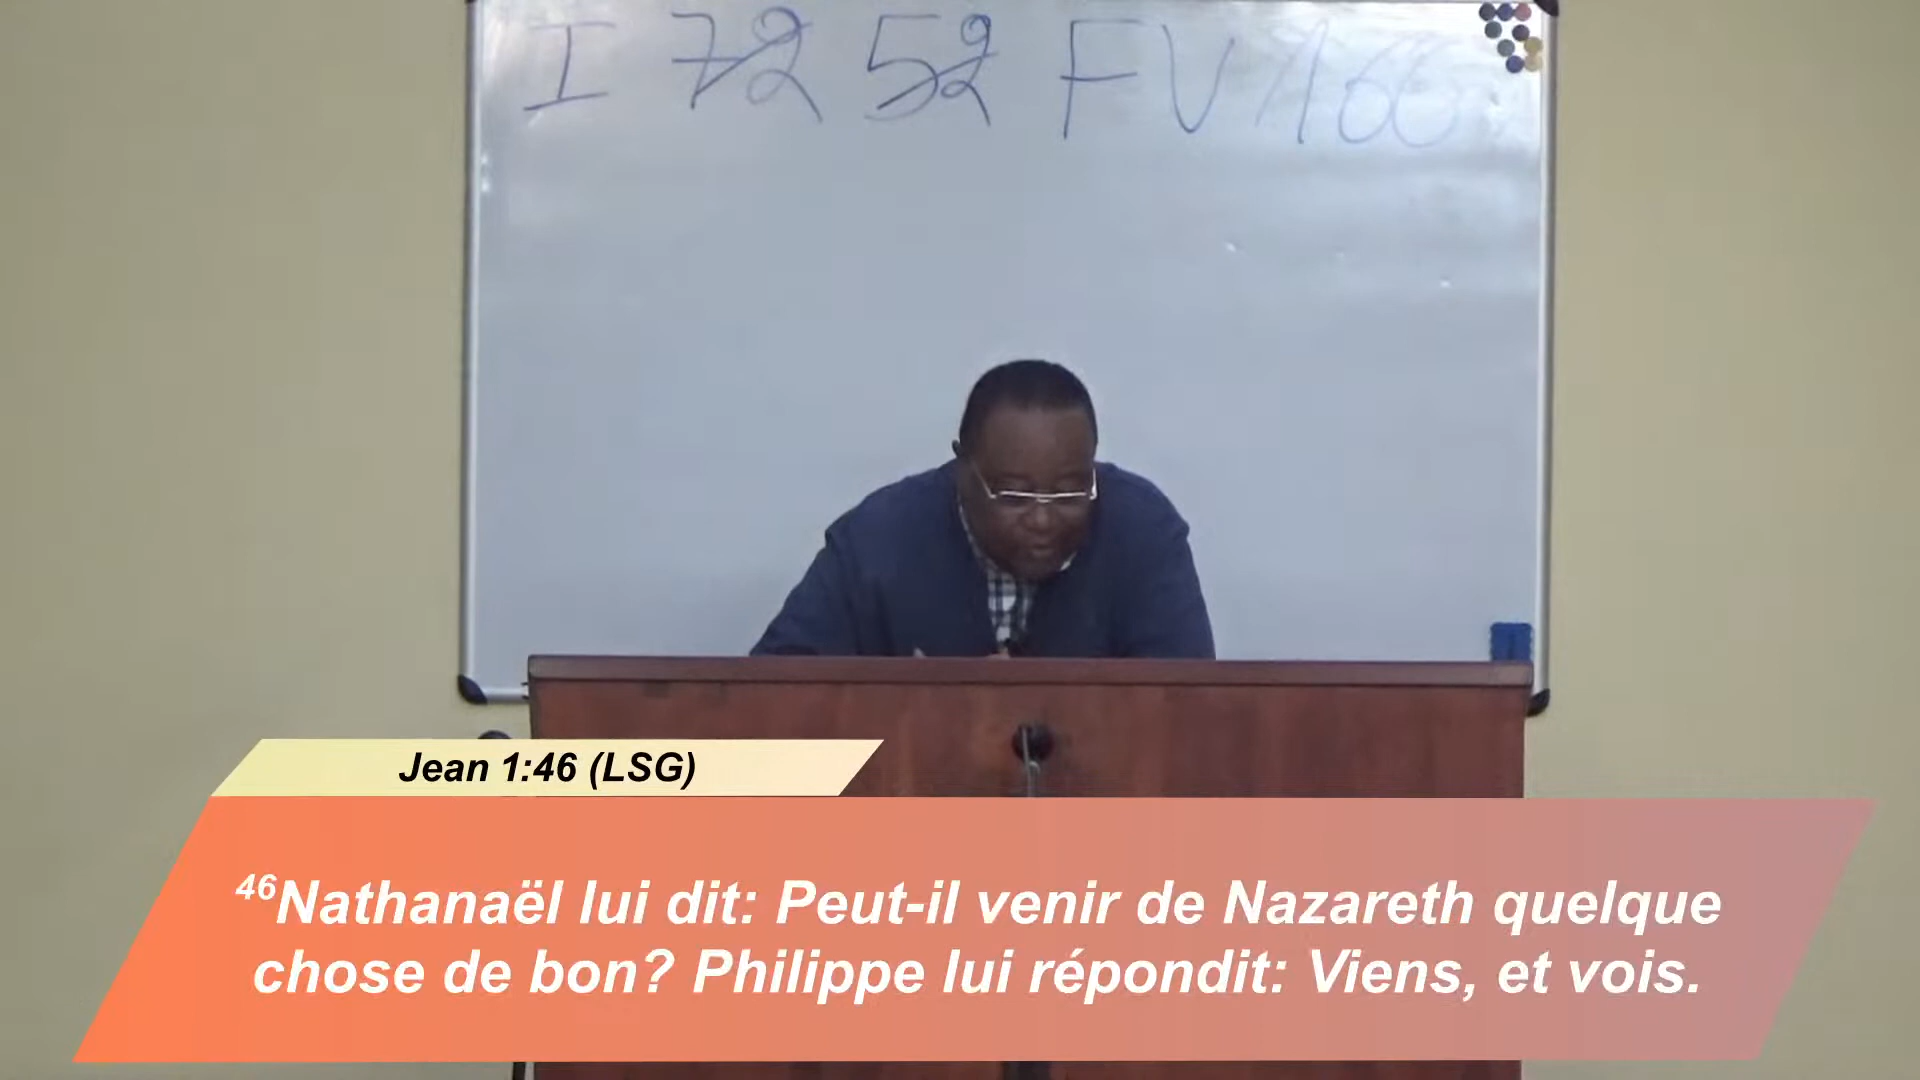 I 72 52 FV 166
Jean 1:46 (LSG)
46Nathanaël lui dit: Peut-il venir de Nazareth quelque
chose de bon? Philippe lui répondit: Viens, et vois.